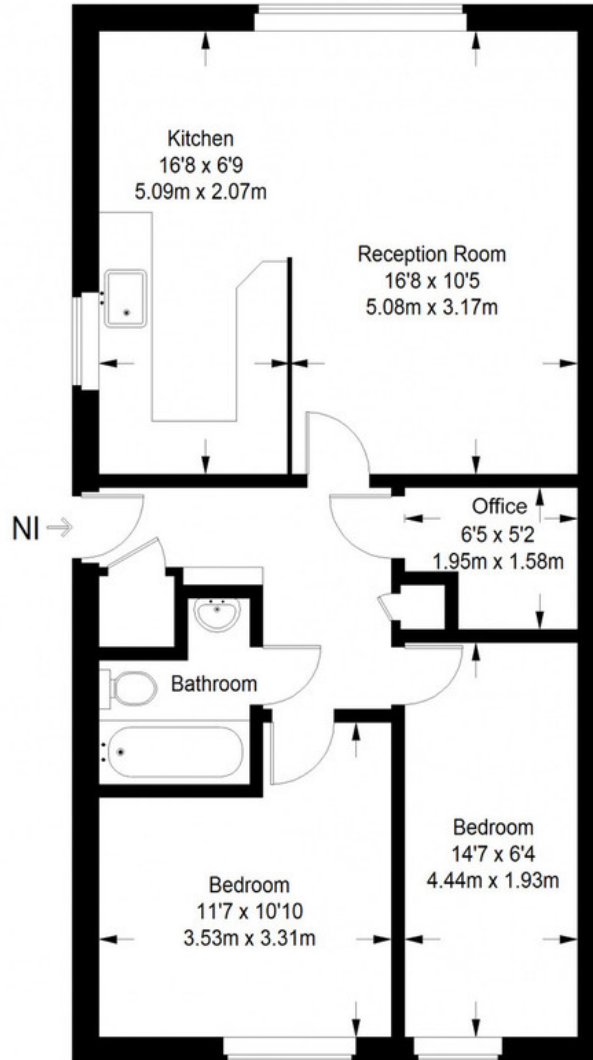 Kitchen
16'8 x 6'9
5.09m x 2.07m
Reception Room
16'8 x 10'5
5.08m x 3.17m
NI
Office
6'5 x 5'2
1.95m x 1.58m
Bathroom
Bedroom
14'7 x 6'4
4.44m x 1.93m
Bedroom
11'7 x 10'10
3.53m x 3.31m